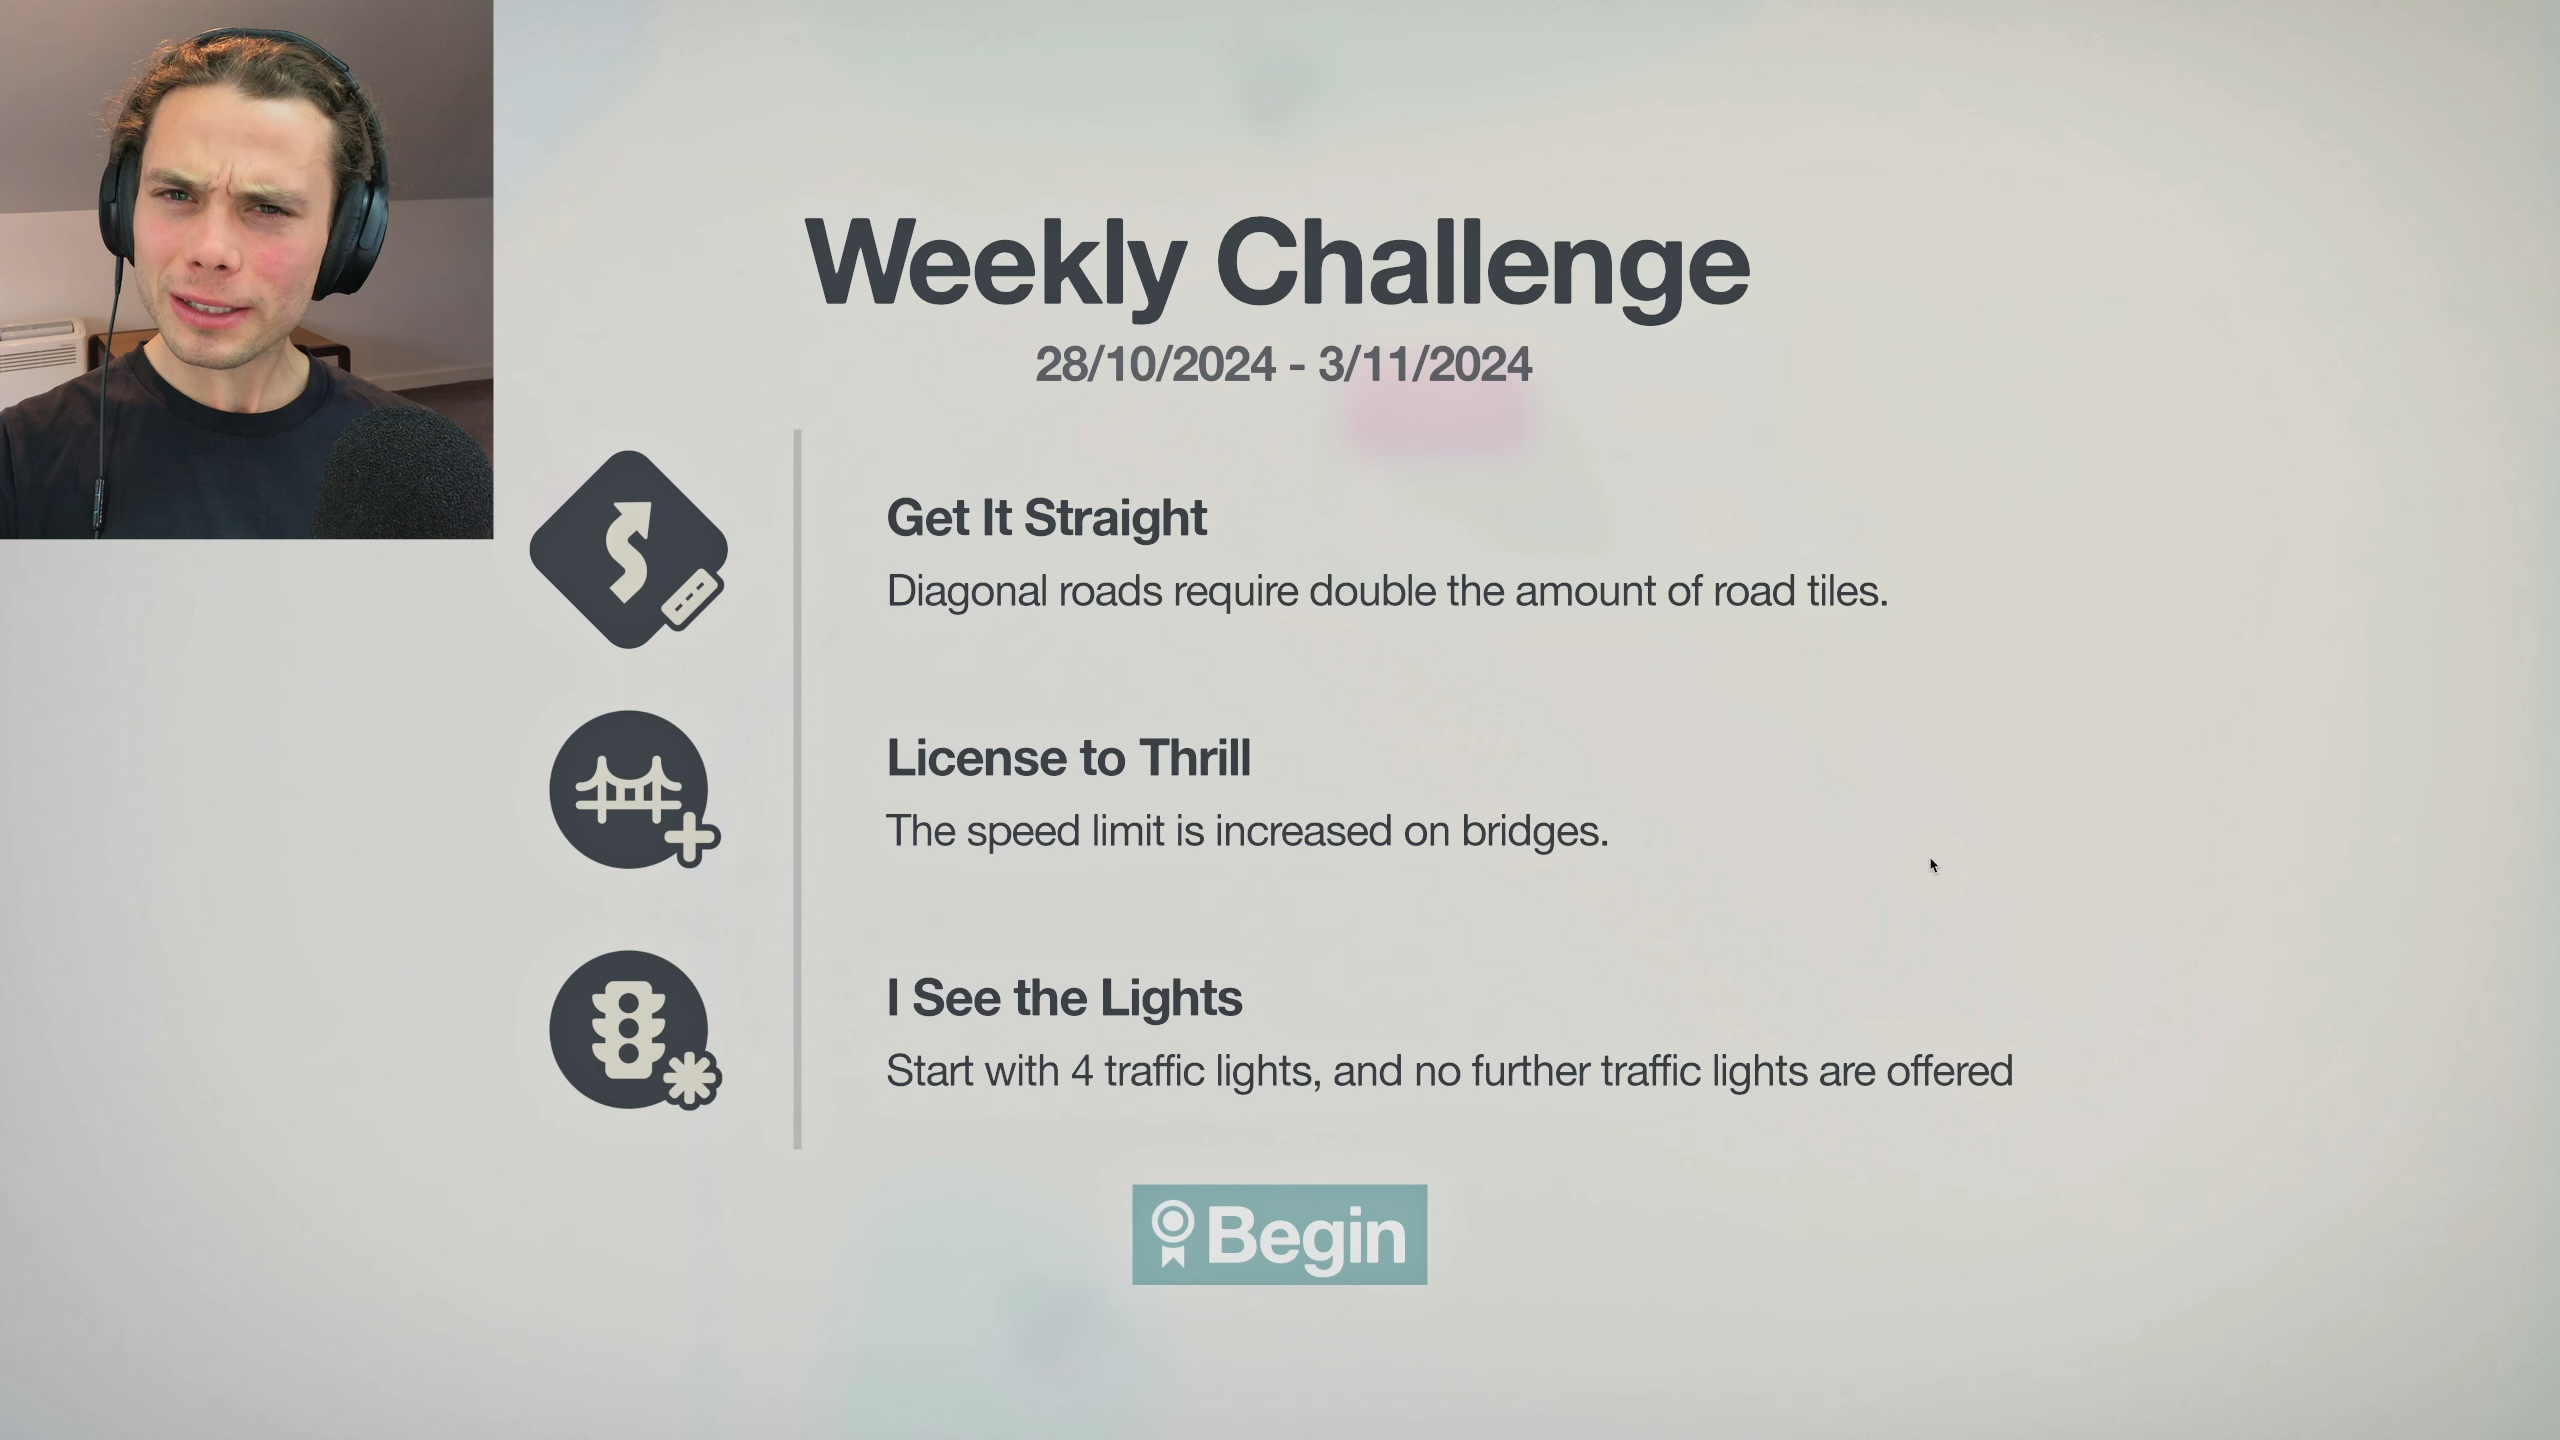 Weekly Challenge
28/10/2024 - 3/11/2024
Get It Straight
Diagonal roads require double the amount of road tiles.
License to Thrill
The speed limit is increased on bridges.
I See the Lights
Start with 4 traffic lights, and no further traffic lights are offered
Begin